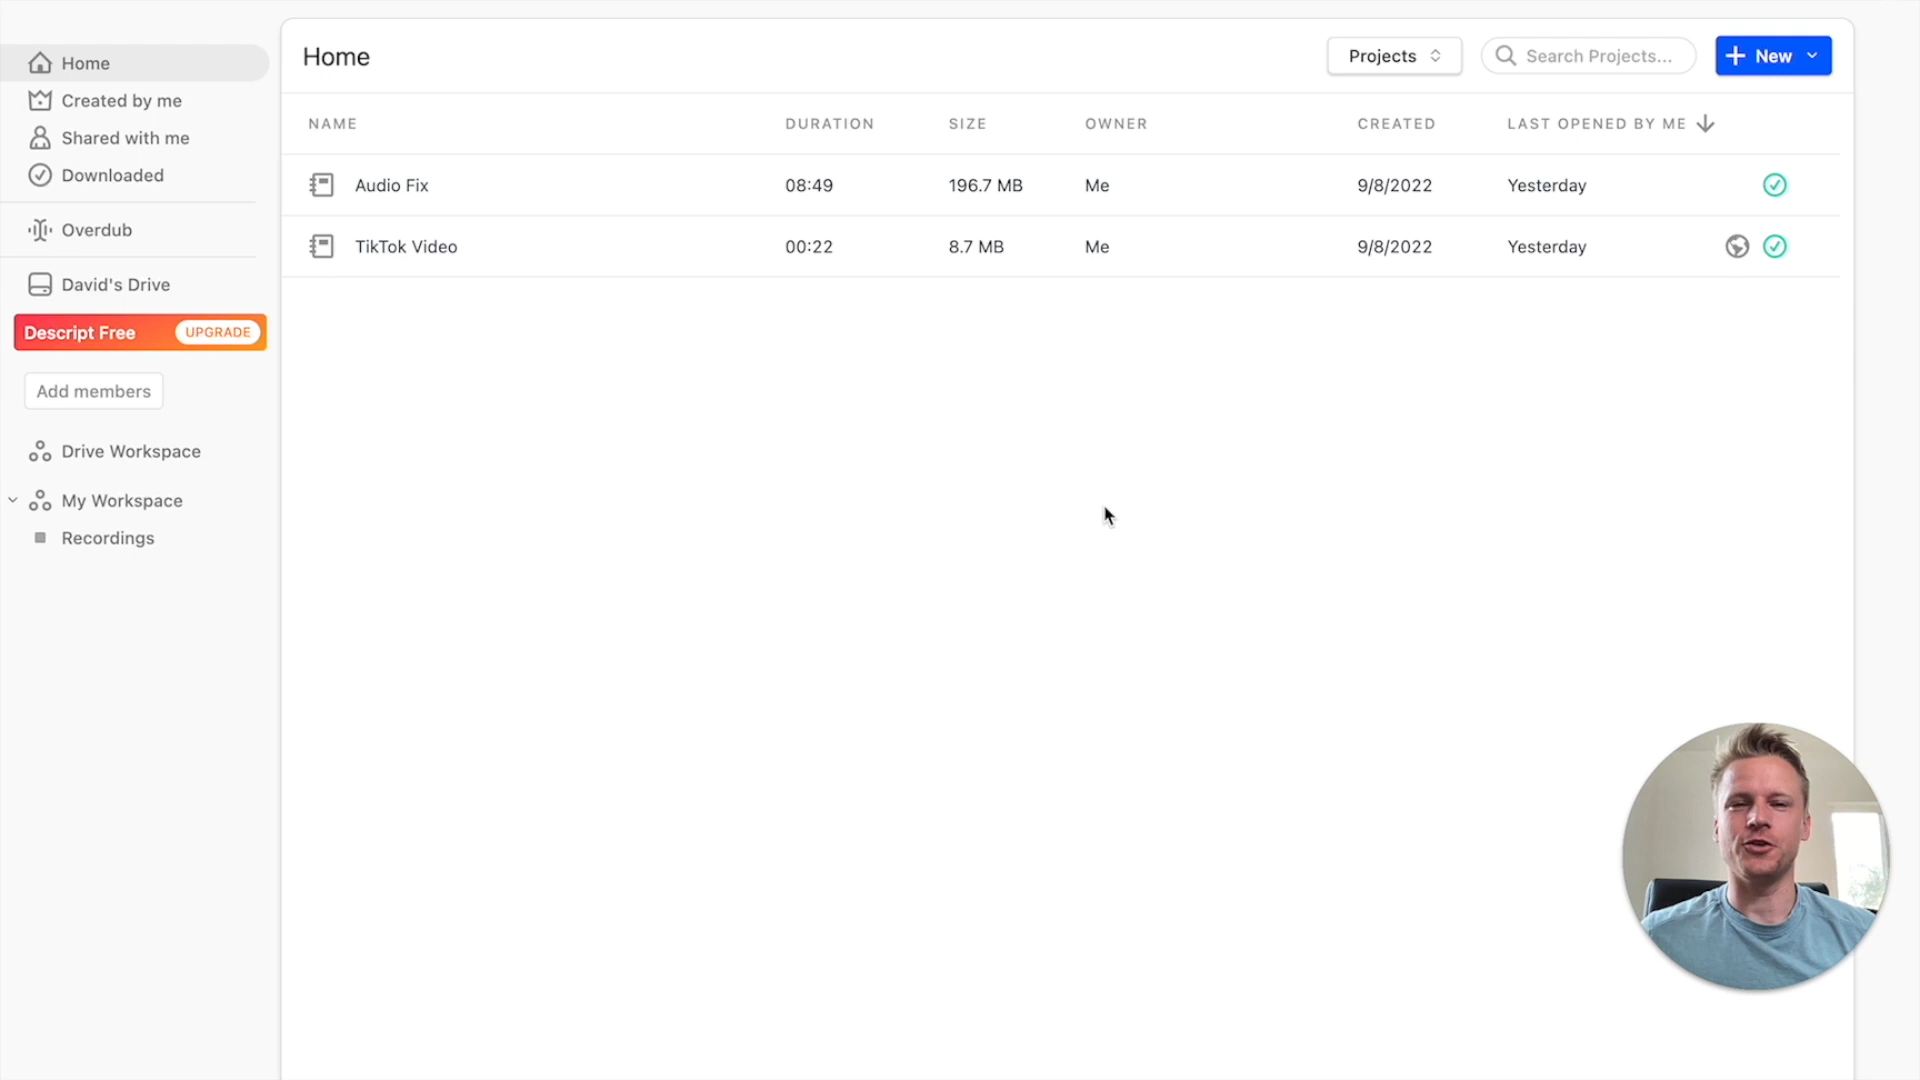 Home
Created by me
Shared with me
Downloaded
Overdub
David's Drive
Descript Free UPGRADE
Add members
Drive Workspace
My Workspace
Recordings
Home Projects Search Projects... New
NAME DURATION SIZE OWNER CREATED LAST OPENED BY ME
Audio Fix 08:49 196.7 MB Me 9/8/2022 Yesterday
TikTok Video 00:22 8.7 MB Me 9/8/2022 Yesterday